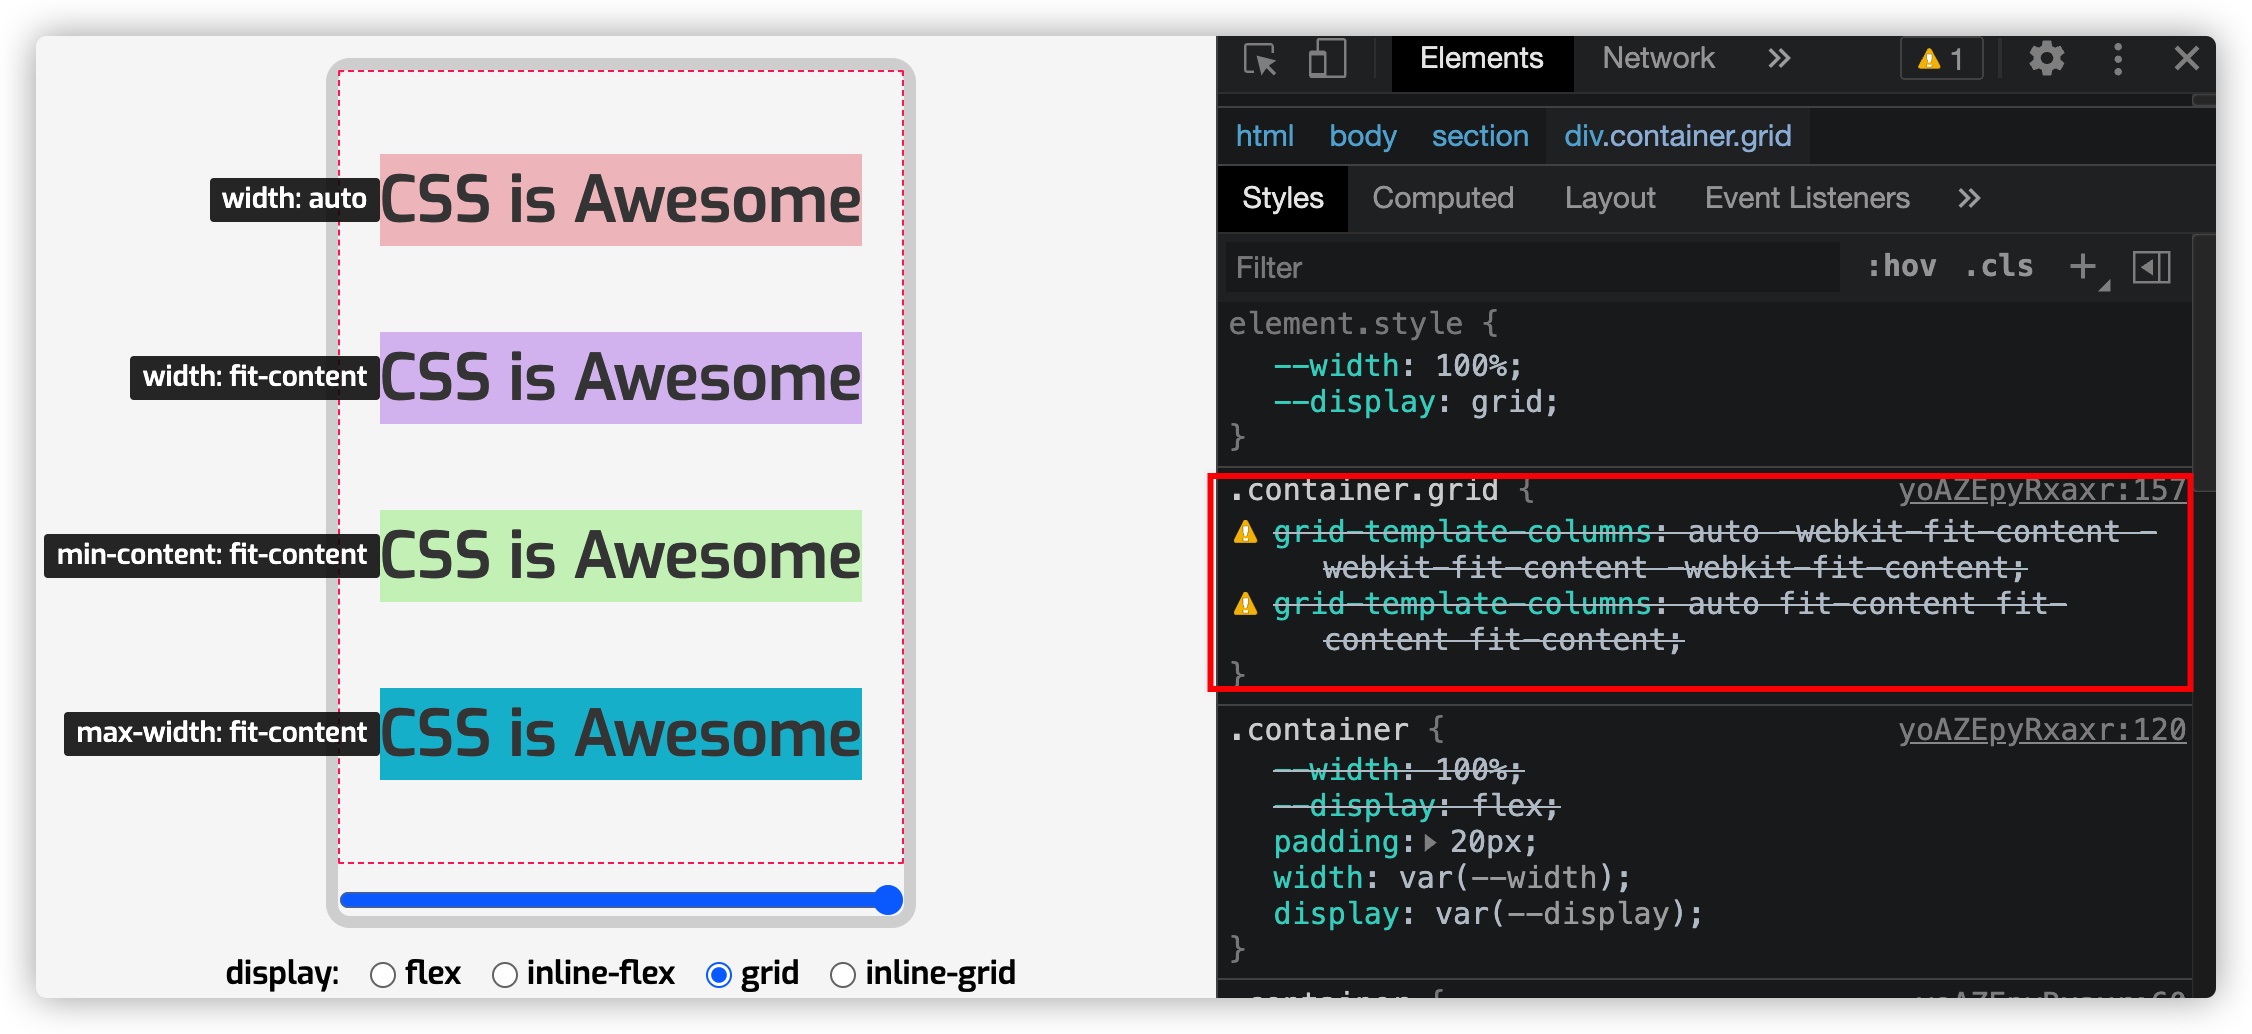 width: auto
CSS is Awesome
width: fit-content
CSS is Awesome
min-content: fit-content
CSS is Awesome
max-width: fit-content
CSS is Awesome
display:
flex
inline-flex
grid
inline-grid
Elements
Network
1
html
body
section
div.container.grid
Styles
Computed
Layout
Event Listeners
Filter
:hov
.cls
element.style {
--width: 100%;
--display: grid;
}
.container.grid {
yoAZEpyRxaxr:157
grid-template-columns: auto -webkit-fit-content -
webkit-fit-content -webkit-fit-content;
grid-template-columns: auto fit-content fit-
content fit-content;
}
.container {
yoAZEpyRxaxr:120
--width: 100%;
--display: flex;
padding: 20px;
width: var(--width);
display: var(--display);
}